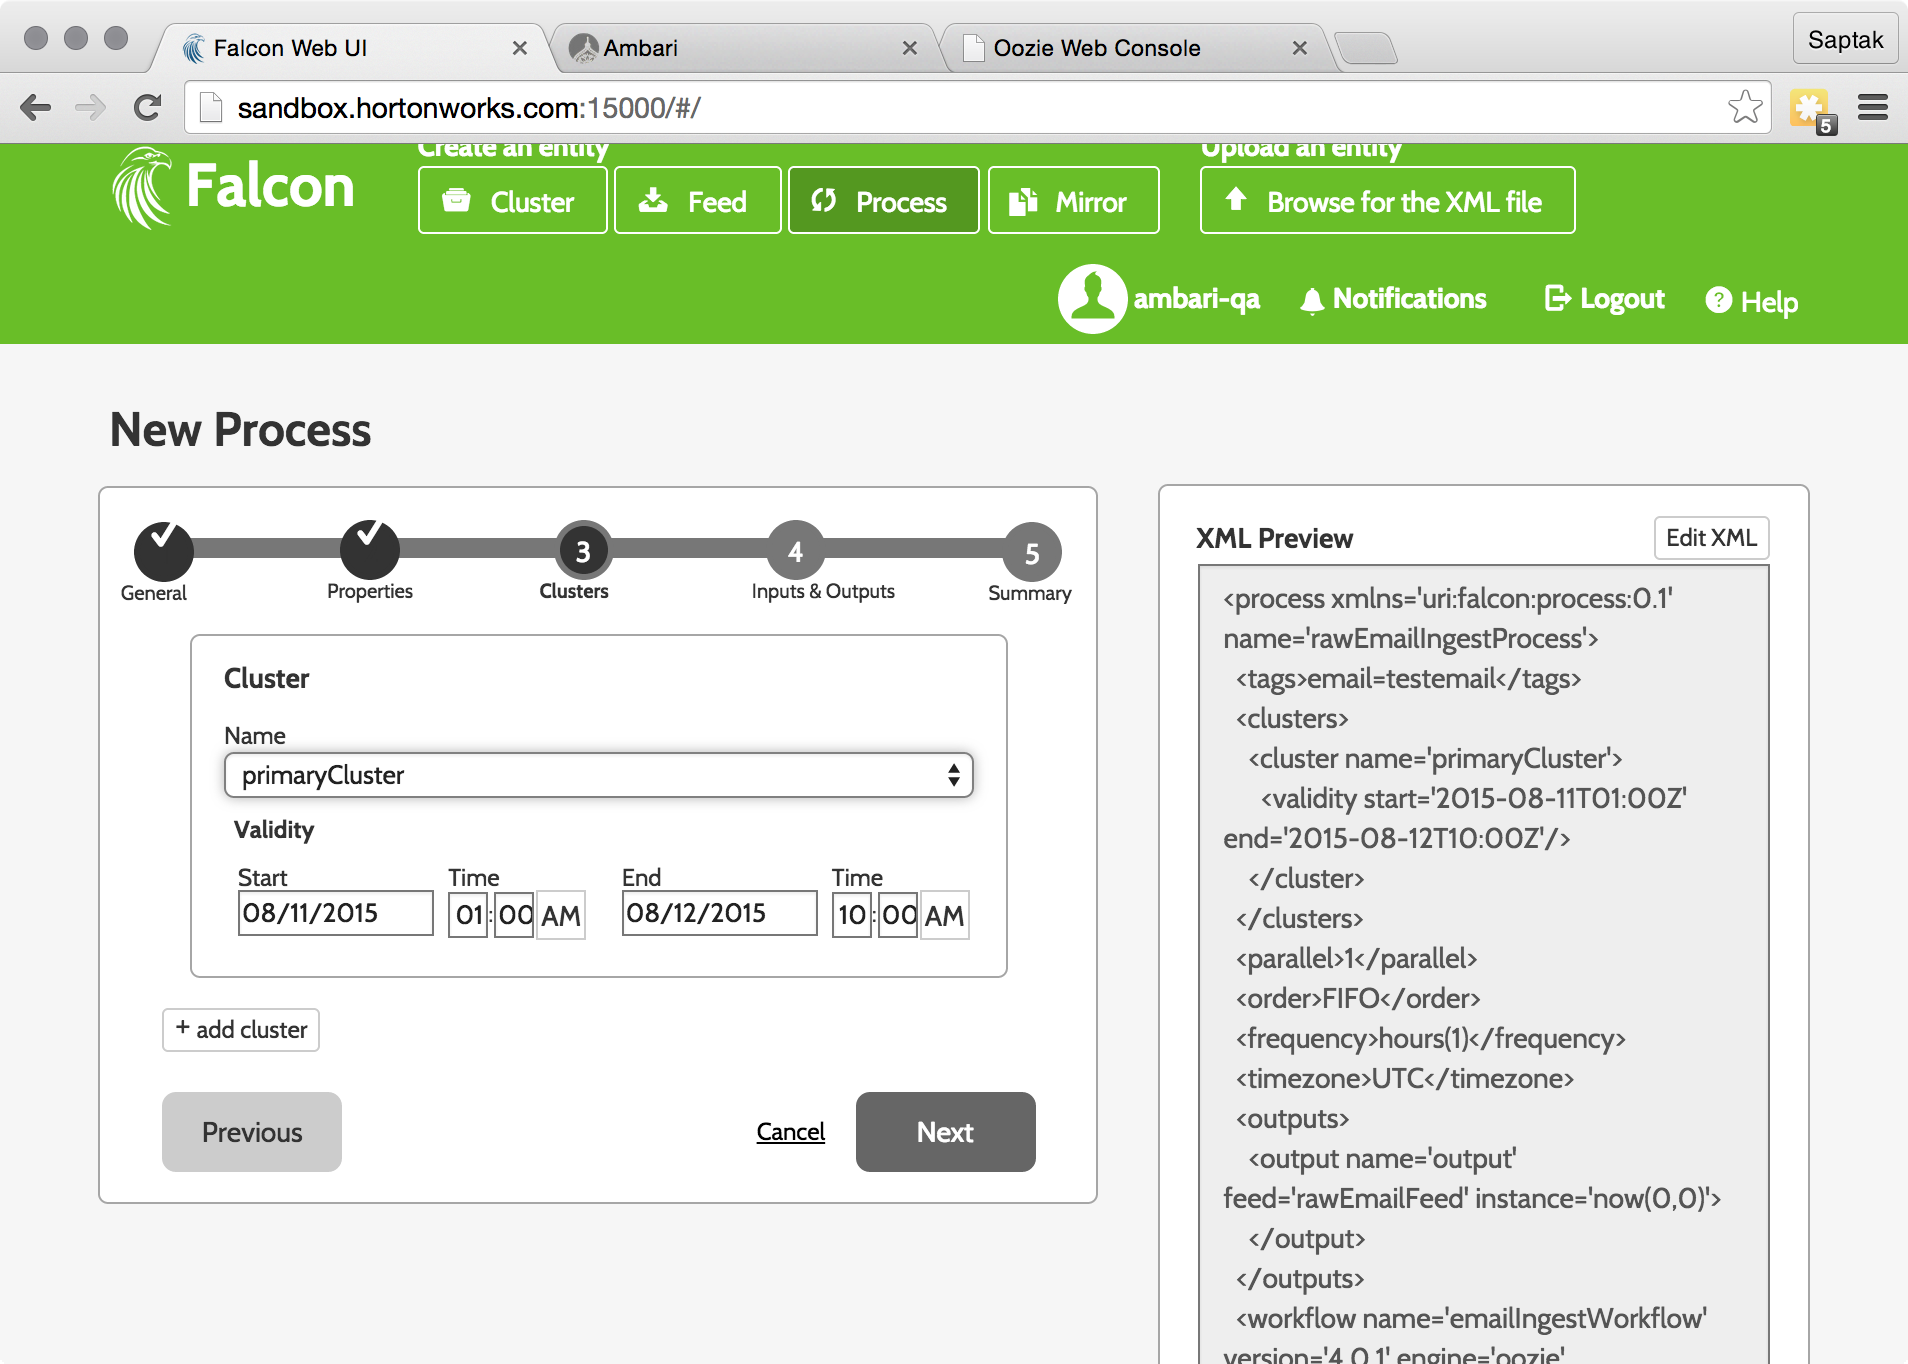 Falcon Web UI
Ambari
Oozie Web Console
Saptak
sandbox.hortonworks.com:15000/#/
5
Falcon
Create an entity
Upload an entity
Cluster
Feed
Process
Mirror
Browse for the XML file
ambari-qa
Notifications
Logout
? Help
New Process
3
4
5
General
Properties
Clusters
Inputs & Outputs
Summary
Cluster
Name
primaryCluster
Validity
Start
Time
End
Time
08/11/2015
01:00 AM
08/12/2015
10:00 AM
+ add cluster
Previous
Cancel
Next
XML Preview
Edit XML
<process xmlns='uri:falcon:process:0.1'
name='rawEmailIngestProcess'>
<tags>email=testemail</tags>
<clusters>
<cluster name='primaryCluster'>
<validity start='2015-08-11T01:00Z'
end='2015-08-12T10:00Z'/>
</cluster>
</clusters>
<parallel>1</parallel>
<order>FIFO</order>
<frequency>hours(1)</frequency>
<timezone>UTC</timezone>
<outputs>
<output name='output'
feed='rawEmailFeed' instance='now(0,0)'>
</output>
</outputs>
<workflow name='emailIngestWorkflow'
version='4.0.1' engine='oozie'